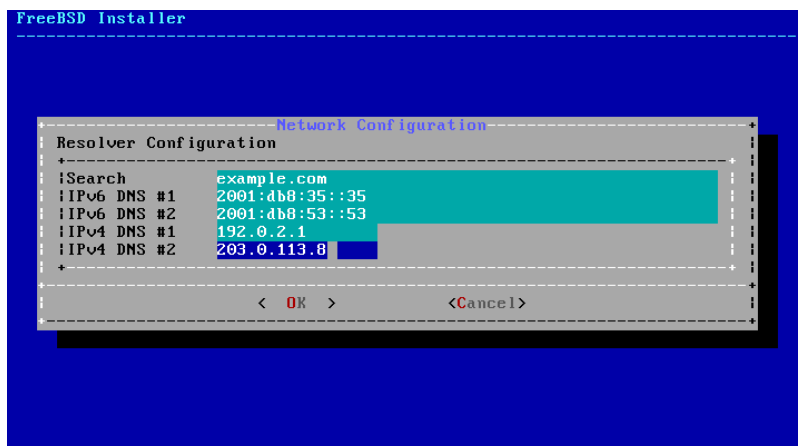 FreeBSD Installer
Network Configuration
Resolver Configuration
Search example.com
IPv6 DNS #1 2001:db8:35::35
IPv6 DNS #2 2001:db8:53::53
IPv4 DNS #1 192.0.2.1
IPv4 DNS #2 203.0.113.8
< OK > <Cancel>